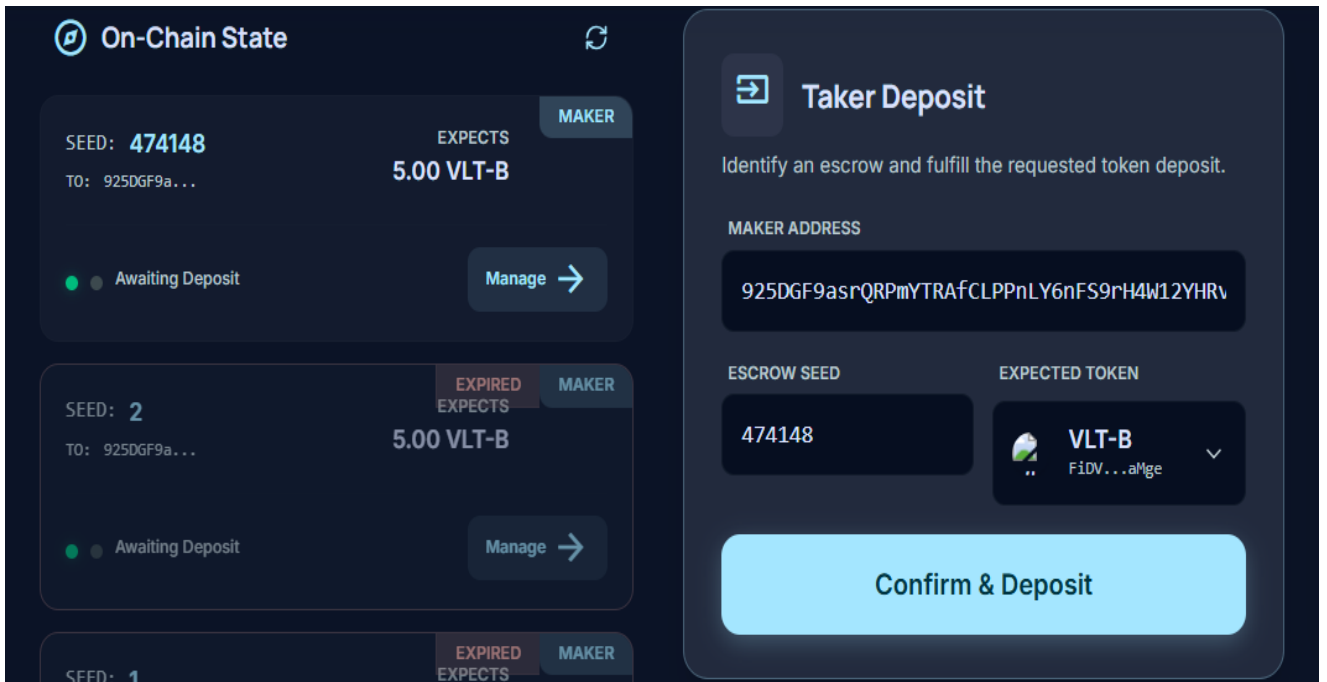 On-Chain State
MAKER
SEED: 474148
EXPECTS
5.00 VLT-B
TO: 925DGF9a...
Awaiting Deposit
Manage
EXPIRED
MAKER
SEED: 2
EXPECTS
5.00 VLT-B
TO: 925DGF9a...
Awaiting Deposit
Manage
EXPIRED
MAKER
SEED: 1
EXPECTS
Taker Deposit
Identify an escrow and fulfill the requested token deposit.
MAKER ADDRESS
925DGF9asrQRPmYTRAfCLPPnLY6nFS9rH4W12YHRv
ESCROW SEED
474148
EXPECTED TOKEN
VLT-B
FiDV...aMge
Confirm & Deposit